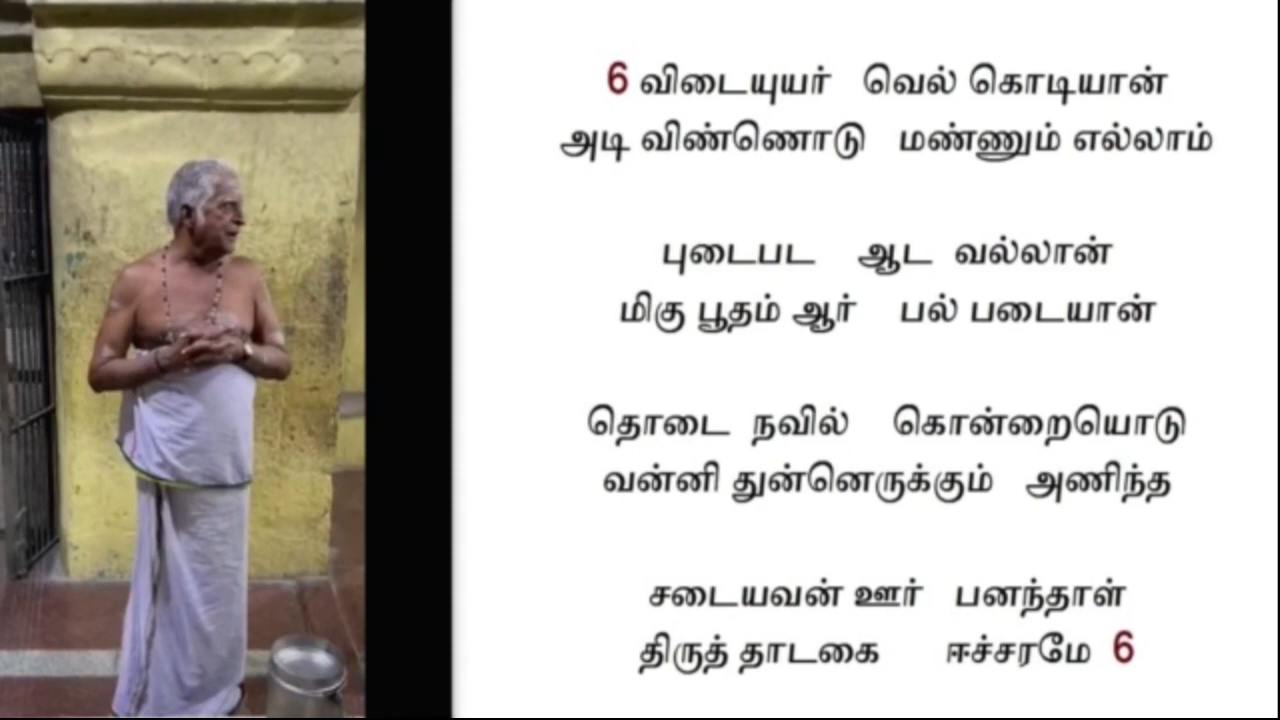 6 விடையுயர் வெல் கொடியான்
அடி விண்ணொடு மண்ணும் எல்லாம்
புடைபட ஆட வல்லான்
மிகு பூதம் ஆர் பல் படையான்
தொடை நவில் கொன்றையொடு
வன்னி துன்னெருக்கும் அணிந்த
சடையவன் ஊர் பனந்தாள்
திருத் தாடகை ஈச்சரமே 6